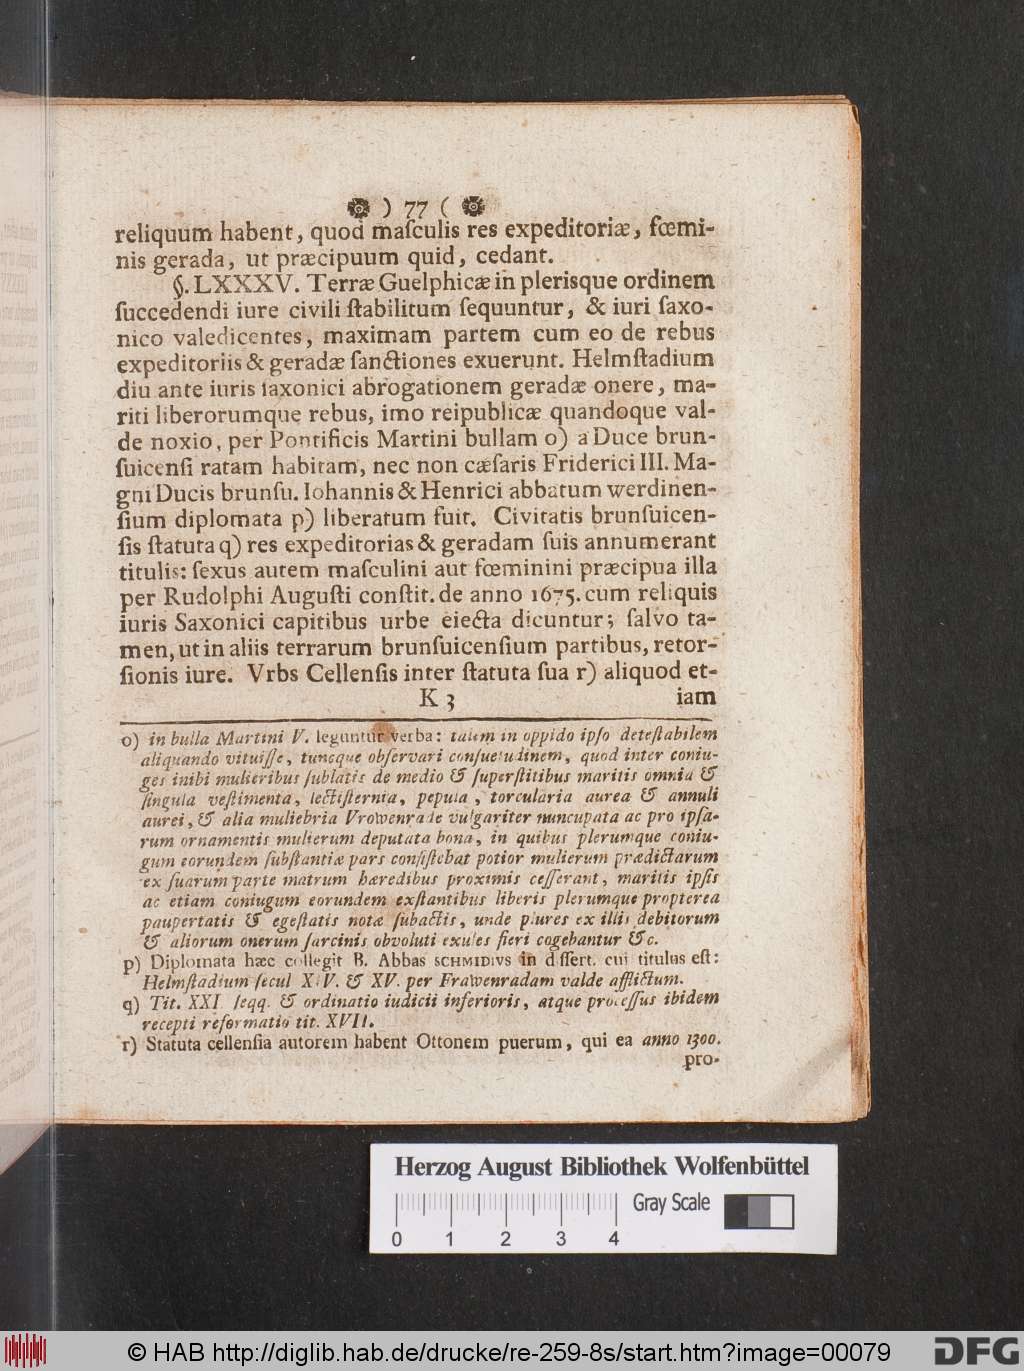 ) 77 (
reliquum habent, quod maſculis res expeditoriæ, fœmi-
nis gerada, ut præcipuum quid, cedant.
§. LXXXV. Terræ Guelphicæ in plerisque ordinem
ſuccedendi iure civili ſtabilitum ſequuntur, & iuri ſaxo-
nico valedicentes, maximam partem cum eo de rebus
expeditoriis & geradæ ſanctiones exuerunt. Helmſtadium
diu ante iuris ſaxonici abrogationem geradæ onere, ma-
riti liberorumque rebus, imo reipublicæ quandoque val-
de noxio, per Pontificis Martini bullam o) a Duce brun-
ſuicenſi ratam habitam, nec non cæſaris Friderici III. Ma-
gni Ducis brunſu. Iohannis & Henrici abbatum werdinen-
ſium diplomata p) liberatum fuit. Civitatis brunſuicen-
ſis ſtatuta q) res expeditorias & geradam ſuis annumerant
titulis: ſexus autem maſculini aut fœminini præcipua illa
per Rudolphi Auguſti conſtit. de anno 1675. cum reliquis
iuris Saxonici capitibus urbe eiecta dicuntur; ſalvo ta-
men, ut in aliis terrarum brunſuicenſium partibus, retor-
ſionis iure. Vrbs Cellenſis inter ſtatuta ſua r) aliquod et-
K 3 iam
o) in bulla Martini V. leguntur verba: talem in oppido ipſo deteſtabilem
aliquando vituiſſe, tuncque obſervari conſuetudinem, quod inter coniu-
ges inibi mulieribus ſublatis de medio & ſuperſtitibus maritis omnia &
ſingula veſtimenta, lectiſternia, pepula, torcularia aurea & annuli
aurei, & alia muliebria Vrowenrade vulgariter nuncupata ac pro ipſa-
rum ornamentis mulierum deputata bona, in quibus plerumque coniu-
gum eorundem ſubſtantiæ pars conſiſtebat potior mulierum prædictarum
ex ſuarum parte matrum hæredibus proximis ceſſerant, maritis ipſis
ac etiam coniugum eorundem exſtantibus liberis plerumque propterea
paupertatis & egeſtatis notæ ſubactis, unde plures ex illis debitorum
& aliorum onerum ſarcinis obvoluti exules fieri cogebantur &c.
p) Diplomata hæc collegit B. Abbas SCHMIDIVS in diſſert. cui titulus eſt:
Helmſtadium ſecul XIV. & XV. per Frawenradam valde afflictum.
q) Tit. XXI ſeqq. & ordinatio iudicii inferioris, atque proceſſus ibidem
recepti reformatio tit. XVII.
r) Statuta cellenſia autorem habent Ottonem puerum, qui ea anno 1300.
pro-
Herzog August Bibliothek Wolfenbüttel
Gray Scale
0 1 2 3 4
© HAB http://diglib.hab.de/drucke/re-259-8s/start.htm?image=00079
DFG